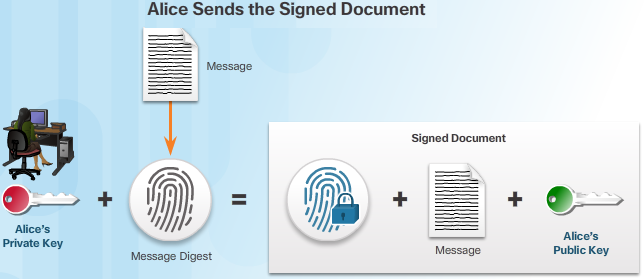 Alice Sends the Signed Document
Message
Signed Document
Alice's
Private Key
+
Message Digest
=
+
Message
+
Alice's
Public Key